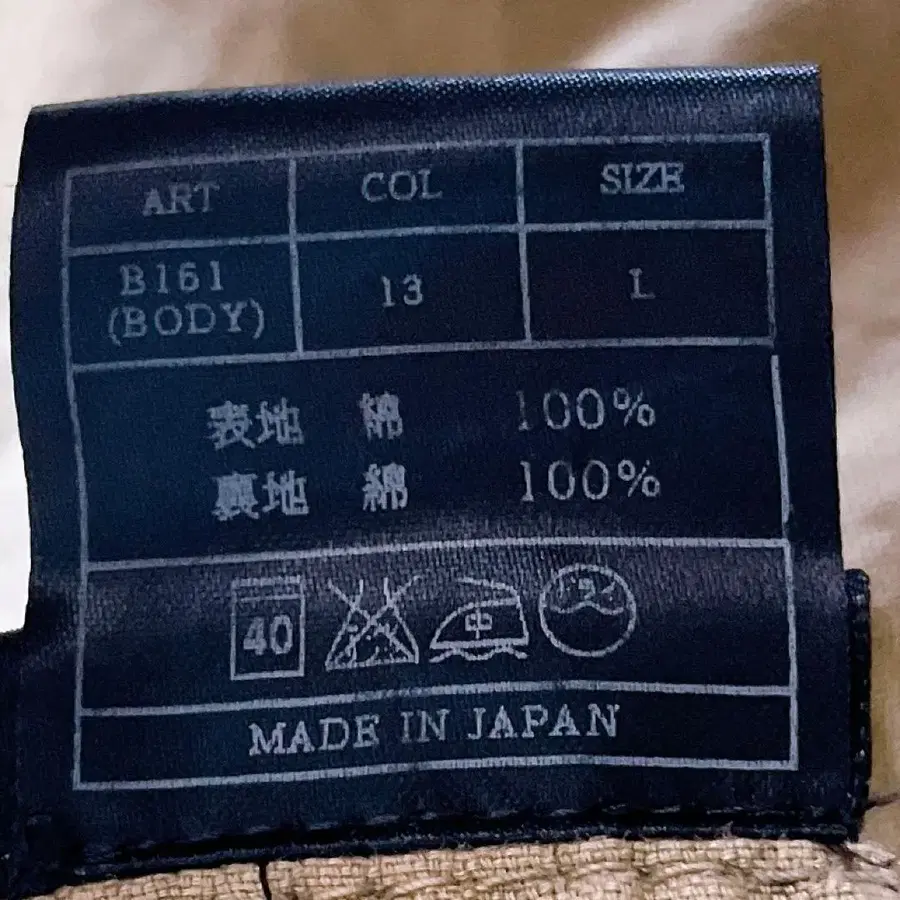 ART COL SIZE
B161 13 L
(BODY)
表地 綿 100%
裏地 綿 100%
40 中
MADE IN JAPAN